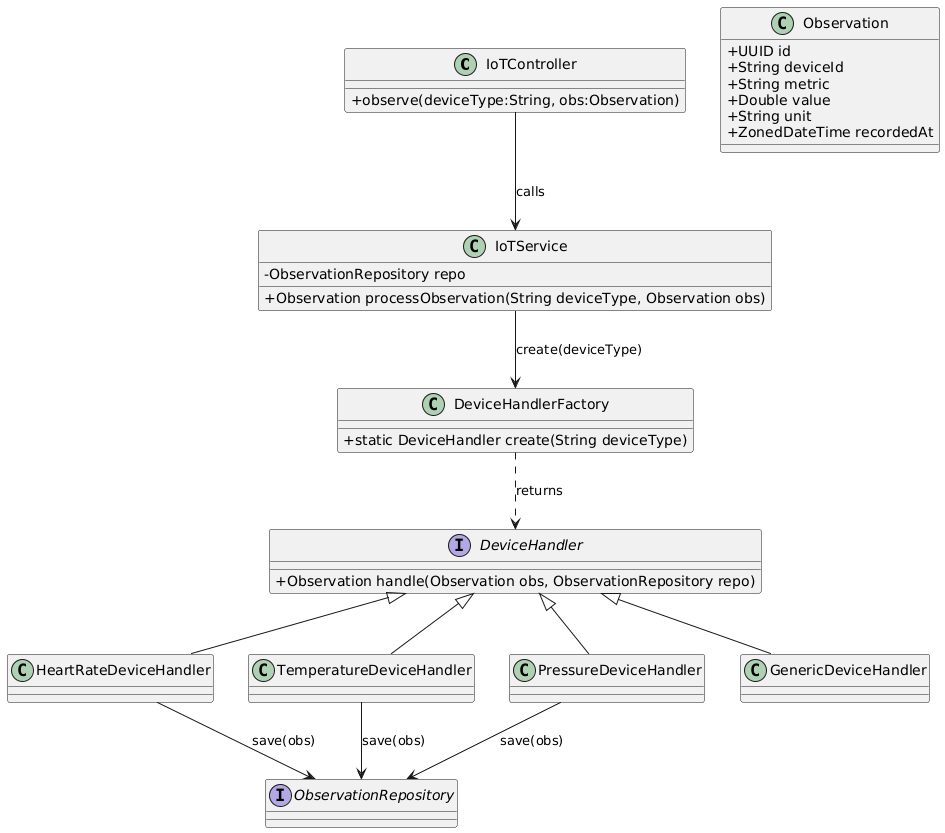 C IoTController
+observe(deviceType:String, obs:Observation)
C Observation
+UUID id
+String deviceId
+String metric
+Double value
+String unit
+ZonedDateTime recordedAt
calls
C IoTService
-ObservationRepository repo
+Observation processObservation(String deviceType, Observation obs)
create(deviceType)
C DeviceHandlerFactory
+static DeviceHandler create(String deviceType)
returns
I DeviceHandler
+Observation handle(Observation obs, ObservationRepository repo)
C HeartRateDeviceHandler
C TemperatureDeviceHandler
C PressureDeviceHandler
C GenericDeviceHandler
save(obs)
save(obs)
save(obs)
I ObservationRepository